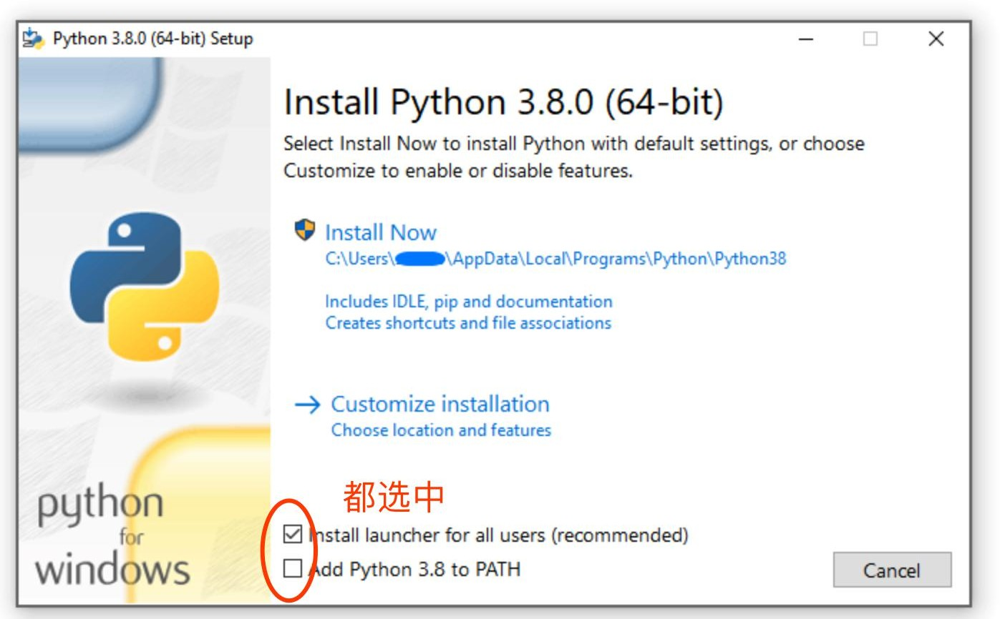 Python 3.8.0 (64-bit) Setup
Install Python 3.8.0 (64-bit)
Select Install Now to install Python with default settings, or choose
Customize to enable or disable features.
Install Now
C:\Users\ \AppData\Local\Programs\Python\Python38
Includes IDLE, pip and documentation
Creates shortcuts and file associations
Customize installation
Choose location and features
都选中
Install launcher for all users (recommended)
Add Python 3.8 to PATH
Cancel
python
for
windows